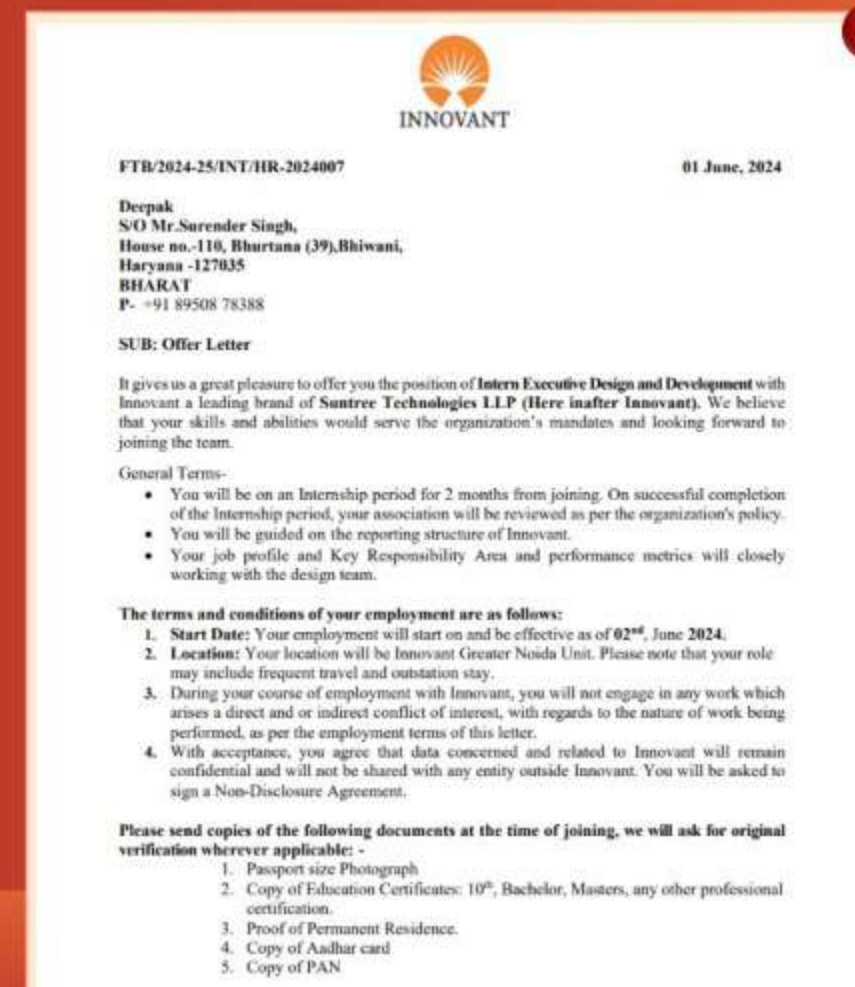 INNOVANT
FTB/2024-25/INT/HR-2024007 01 June, 2024
Deepak
S/O Mr.Surender Singh,
House no.-110, Bhurtana (39),Bhiwani,
Haryana -127035
BHARAT
P- +91 89508 78388
SUB: Offer Letter
It gives us a great pleasure to offer you the position of Intern Executive Design and Development with
Innovant a leading brand of Suntree Technologies LLP (Here inafter Innovant). We believe
that your skills and abilities would serve the organization's mandates and looking forward to
joining the team.
General Terms-
• You will be on an Internship period for 2 months from joining. On successful completion
of the Internship period, your association will be reviewed as per the organization's policy.
• You will be guided on the reporting structure of Innovant.
• Your job profile and Key Responsibility Area and performance metrics will closely
working with the design team.
The terms and conditions of your employment are as follows:
1. Start Date: Your employment will start on and be effective as of 02nd, June 2024.
2. Location: Your location will be Innovant Greater Noida Unit. Please note that your role
may include frequent travel and outstation stay.
3. During your course of employment with Innovant, you will not engage in any work which
arises a direct and or indirect conflict of interest, with regards to the nature of work being
performed, as per the employment terms of this letter.
4. With acceptance, you agree that data concerned and related to Innovant will remain
confidential and will not be shared with any entity outside Innovant. You will be asked to
sign a Non-Disclosure Agreement.
Please send copies of the following documents at the time of joining, we will ask for original
verification wherever applicable: -
1. Passport size Photograph
2. Copy of Education Certificates: 10th, Bachelor, Masters, any other professional
certification.
3. Proof of Permanent Residence.
4. Copy of Aadhar card
5. Copy of PAN